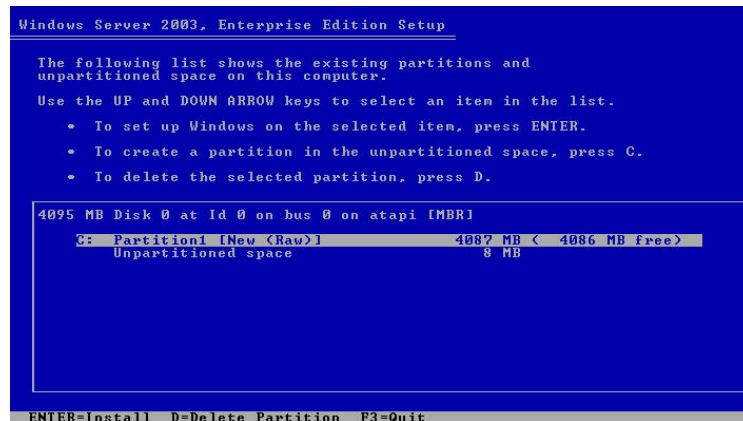 Windows Server 2003, Enterprise Edition Setup
The following list shows the existing partitions and
unpartitioned space on this computer.
Use the UP and DOWN ARROW keys to select an item in the list.
• To set up Windows on the selected item, press ENTER.
• To create a partition in the unpartitioned space, press C.
• To delete the selected partition, press D.
4095 MB Disk 0 at Id 0 on bus 0 on atapi [MBR]
C: Partition1 [New (Raw)] 4087 MB ( 4086 MB free)
Unpartitioned space 8 MB
ENTER=Install D=Delete Partition F3=Quit